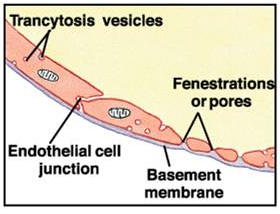 Trancytosis vesicles
Fenestrations
or pores
Endothelial cell
junction
Basement
membrane